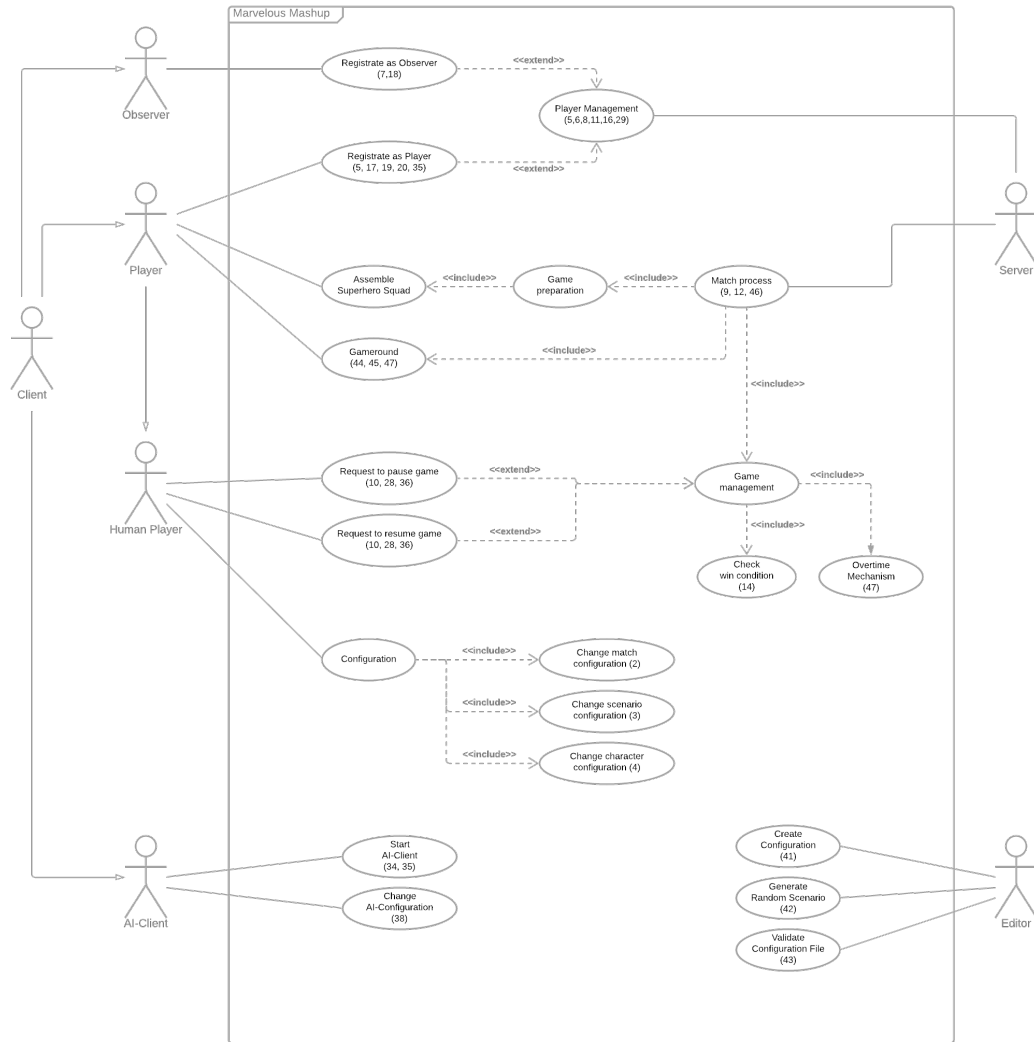 Marvelous Mashup
Observer
Registrate as Observer
(7,18)
<<extend>>
Player Management
(5,6,8,11,16,29)
Registrate as Player
(5, 17, 19, 20, 35)
<<extend>>
Player
Server
Assemble
Superhero Squad
<<include>>
Game
preparation
<<include>>
Match process
(9, 12, 46)
Gameround
(44, 45, 47)
<<include>>
<<include>>
Client
Human Player
Request to pause game
(10, 28, 36)
<<extend>>
Request to resume game
(10, 28, 36)
<<extend>>
Game
management
<<include>>
<<include>>
Check
win condition
(14)
Overtime
Mechanism
(47)
Configuration
<<include>>
Change match
configuration (2)
<<include>>
Change scenario
configuration (3)
<<include>>
Change character
configuration (4)
AI-Client
Start
AI-Client
(34, 35)
Change
AI-Configuration
(38)
Create
Configuration
(41)
Generate
Random Scenario
(42)
Validate
Configuration File
(43)
Editor